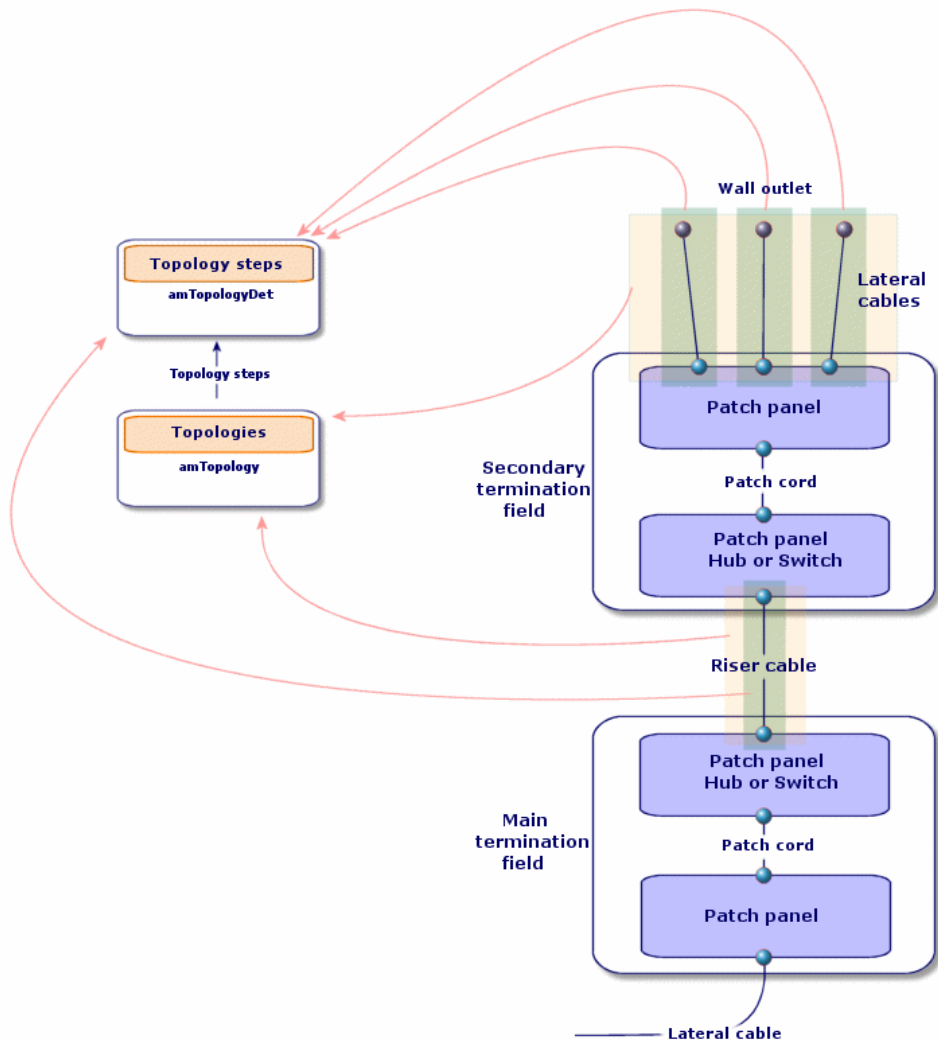 Wall outlet
Topology steps
amTopologyDet
Lateral
cables
Topology steps
Patch panel
Topologies
amTopology
Secondary
termination
field
Patch cord
Patch panel
Hub or Switch
Riser cable
Patch panel
Hub or Switch
Main
termination
field
Patch cord
Patch panel
Lateral cable